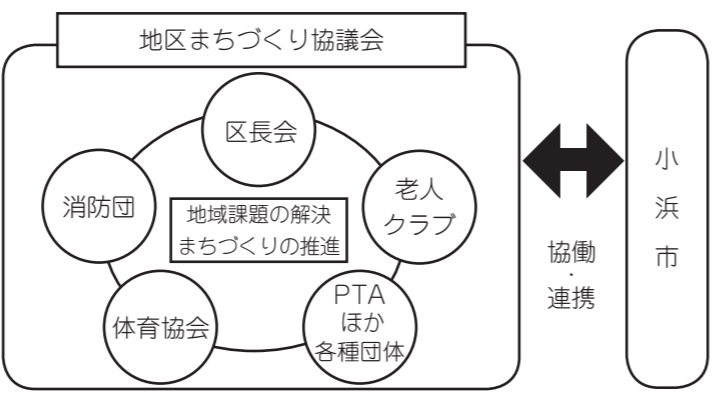 地区まちづくり協議会
区長会
消防団
老人
クラブ
地域課題の解決
まちづくりの推進
体育協会
PTA
ほか
各種団体
協働
・
連携
小浜市